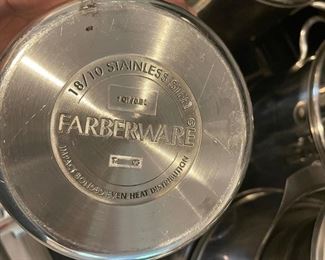 18/10 STAINLESS STEEL
FARBERWARE®
IMPACT BONDED-EVEN HEAT DISTRIBUTION